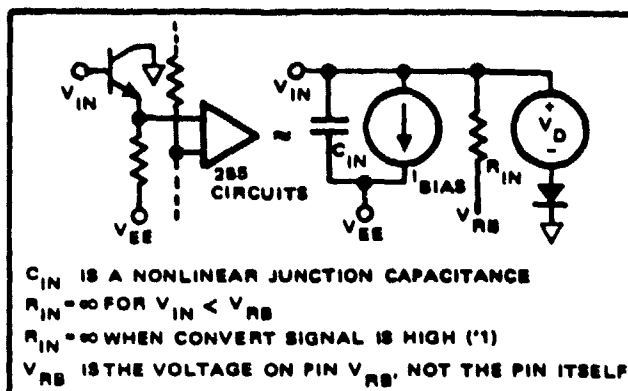 V_IN
V_EE
255 CIRCUITS
≈
V_IN
C_IN
V_EE
I_BIAS
R_IN
V_RB
+
V_D
-
C_IN IS A NONLINEAR JUNCTION CAPACITANCE
R_IN = ∞ FOR V_IN < V_RB
R_IN = ∞ WHEN CONVERT SIGNAL IS HIGH ("1)
V_RB IS THE VOLTAGE ON PIN V_RB, NOT THE PIN ITSELF